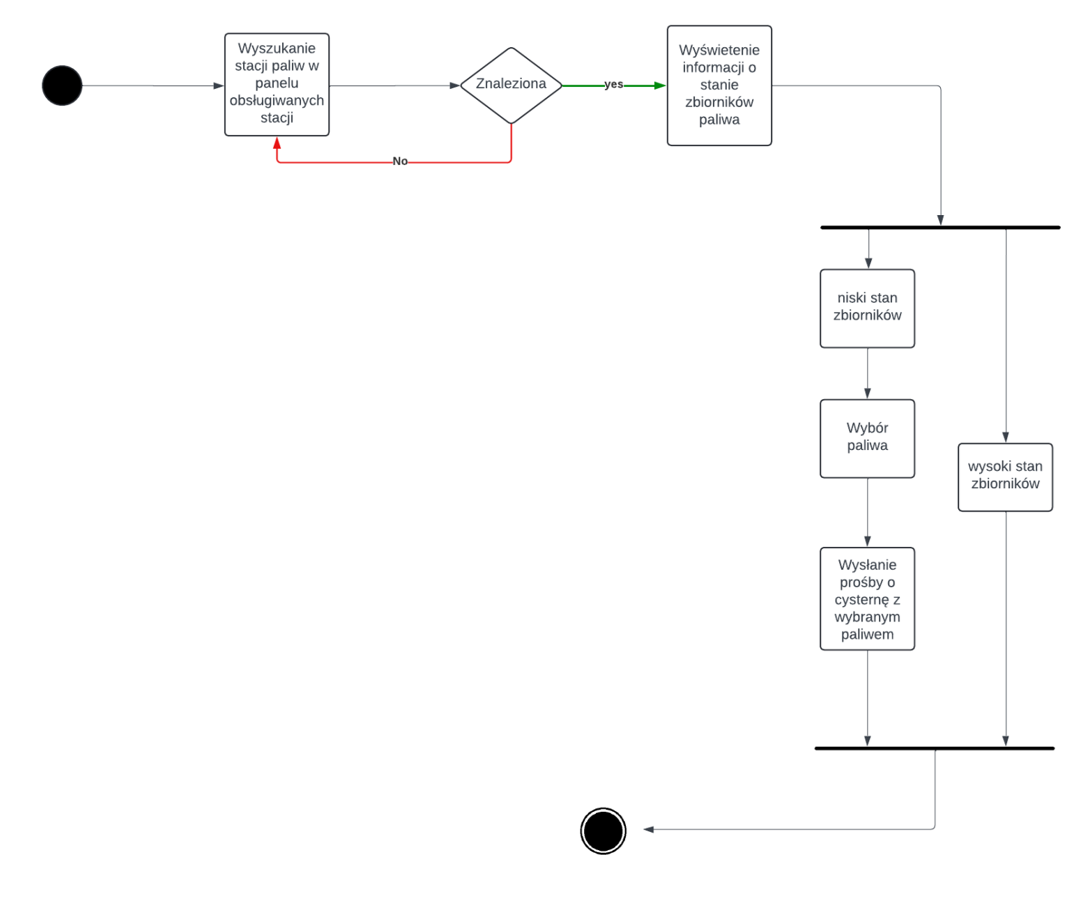 Wyszukanie
stacji paliw w
panelu
obsługiwanych
stacji
Znaleziona
yes
No
Wyświetenie
informacji o
stanie
zbiorników
paliwa
niski stan
zbiorników
Wybór
paliwa
Wysłanie
prośby o
cysternę z
wybranym
paliwem
wysoki stan
zbiorników